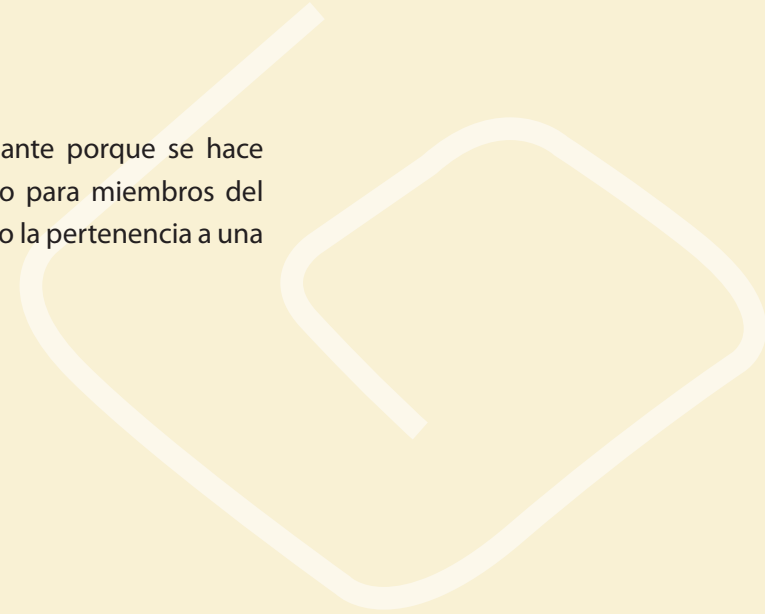 ante porque se hace
o para miembros del
o la pertenencia a una